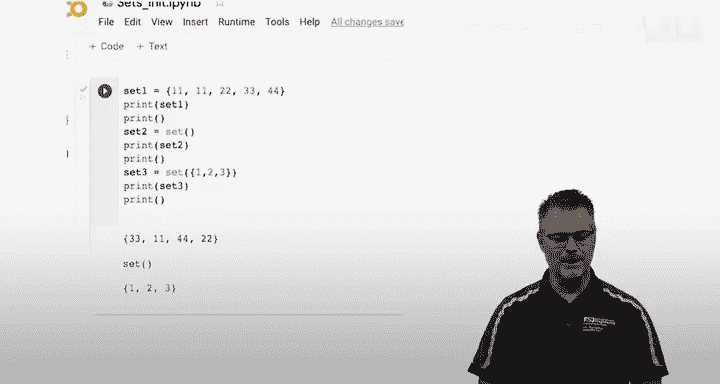 Sets_init.ipynb
File Edit View Insert Runtime Tools Help All changes save
+ Code + Text
set1 = {11, 11, 22, 33, 44}
print(set1)
print()
set2 = set()
print(set2)
print()
set3 = set({1,2,3})
print(set3)
print()
{33, 11, 44, 22}
set()
{1, 2, 3}